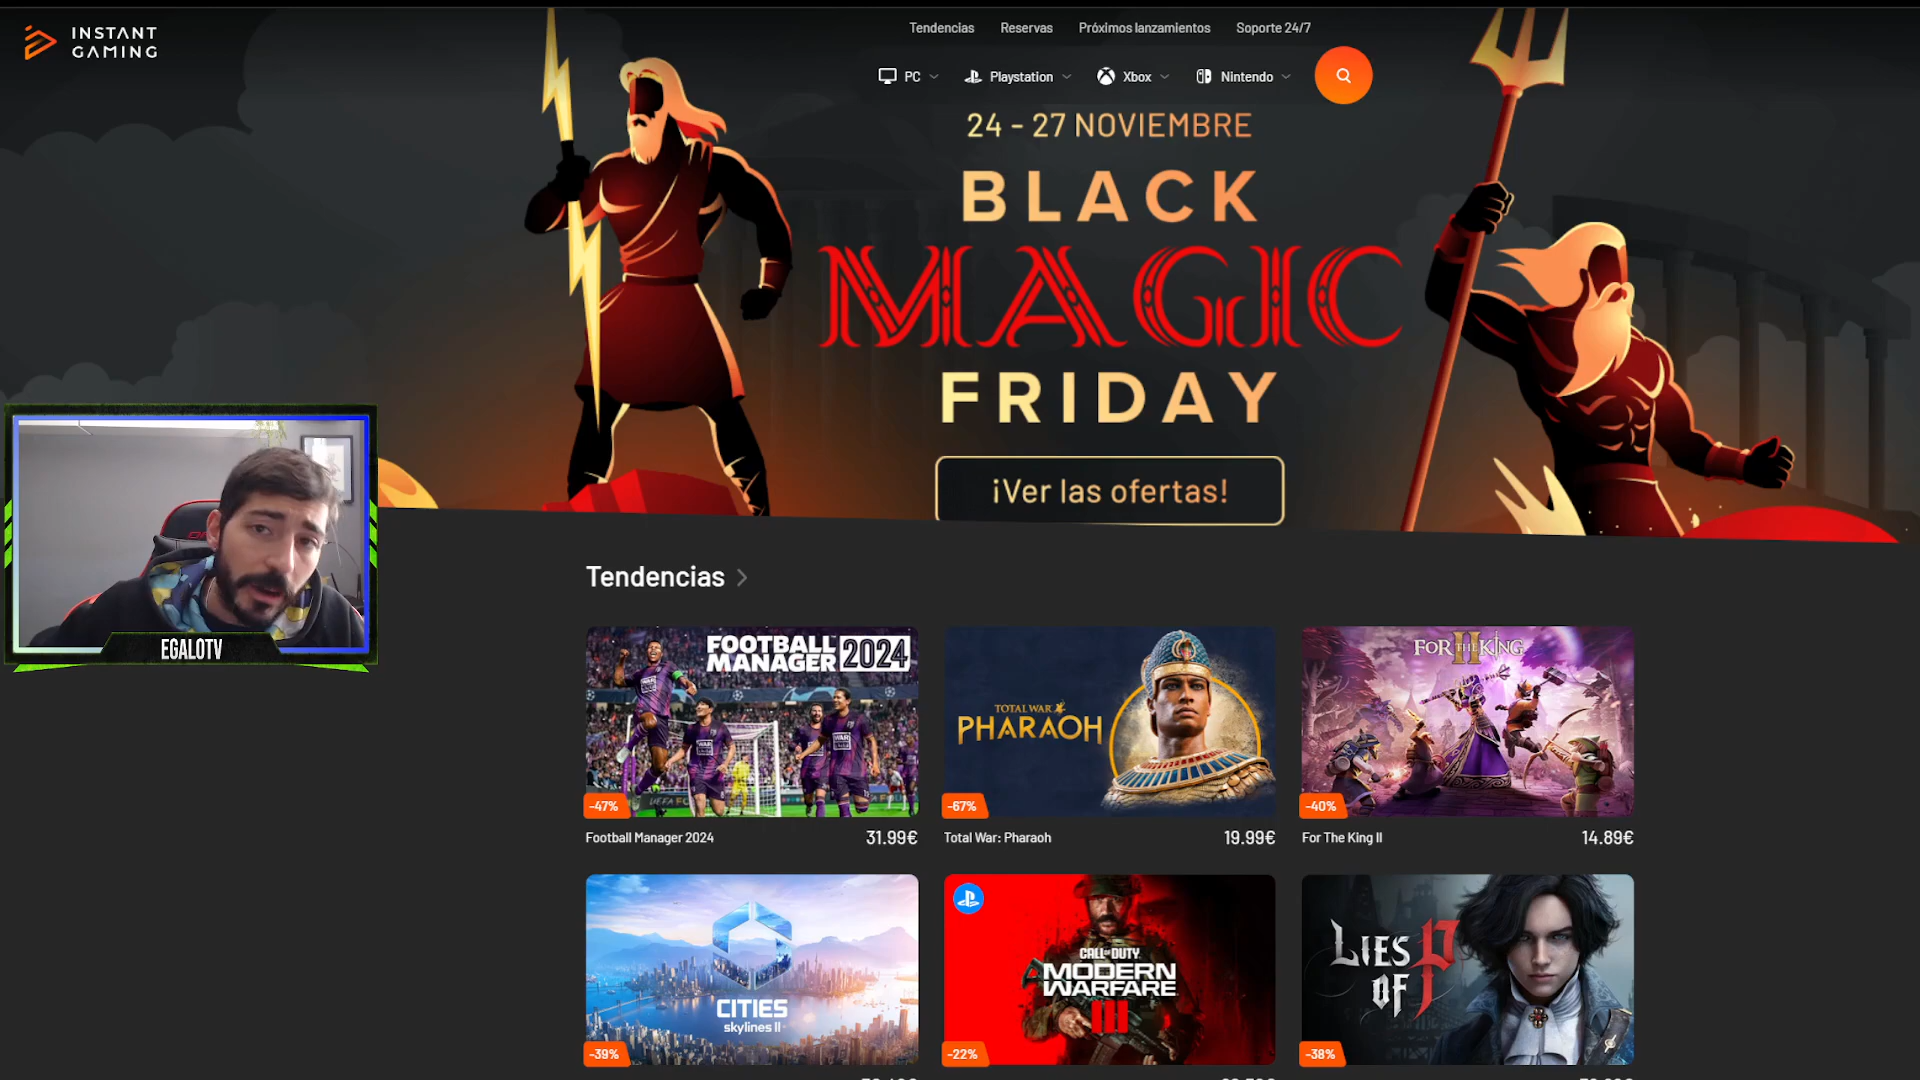 INSTANT
GAMING
Tendencias Reservas Próximos lanzamientos Soporte 24/7
PC Playstation Xbox Nintendo
24 - 27 NOVIEMBRE
BLACK
MAGIC
FRIDAY
¡Ver las ofertas!
EGALOTV
Tendencias
FOOTBALL
MANAGER 2024
-47%
Football Manager 2024 31.99€
TOTAL WAR
PHARAOH
-67%
Total War: Pharaoh 19.99€
FOR THE KING
II
-40%
For The King II 14.89€
CITIES
skylines II
-39%
CALL OF DUTY
MODERN
WARFARE
III
-22%
LIES
OF P
-38%